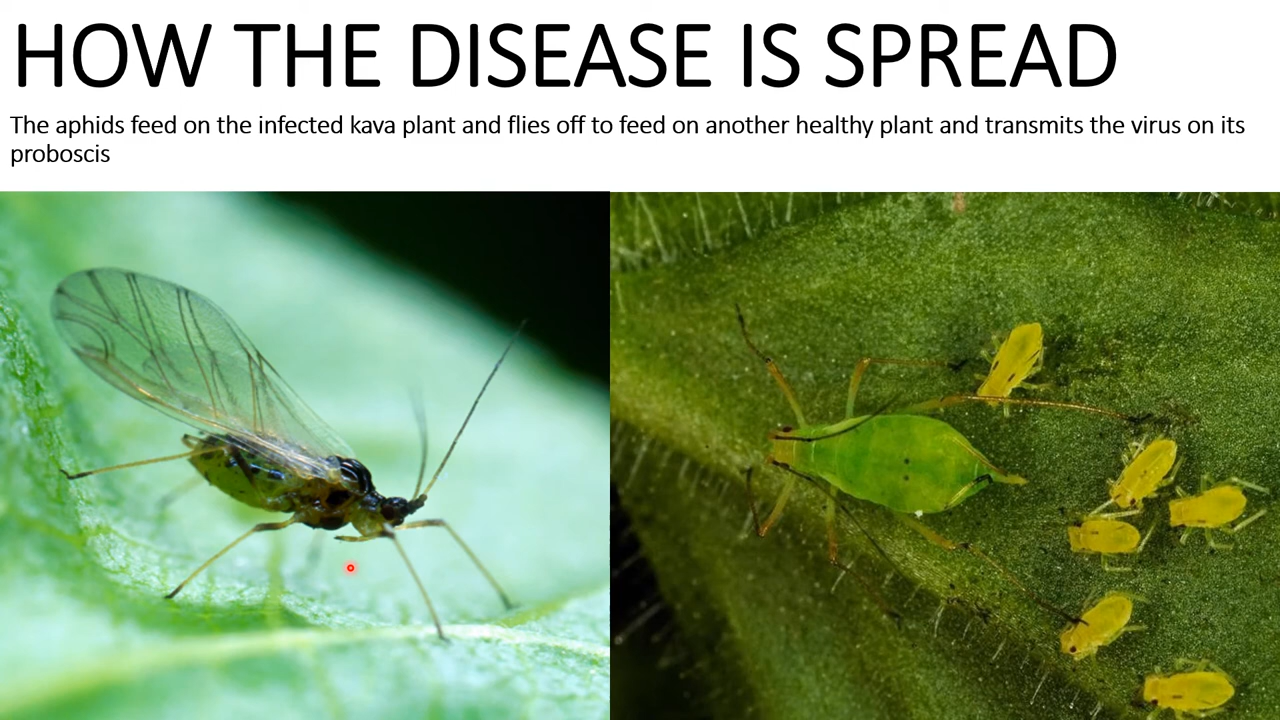 HOW THE DISEASE IS SPREAD
The aphids feed on the infected kava plant and flies off to feed on another healthy plant and transmits the virus on its
proboscis